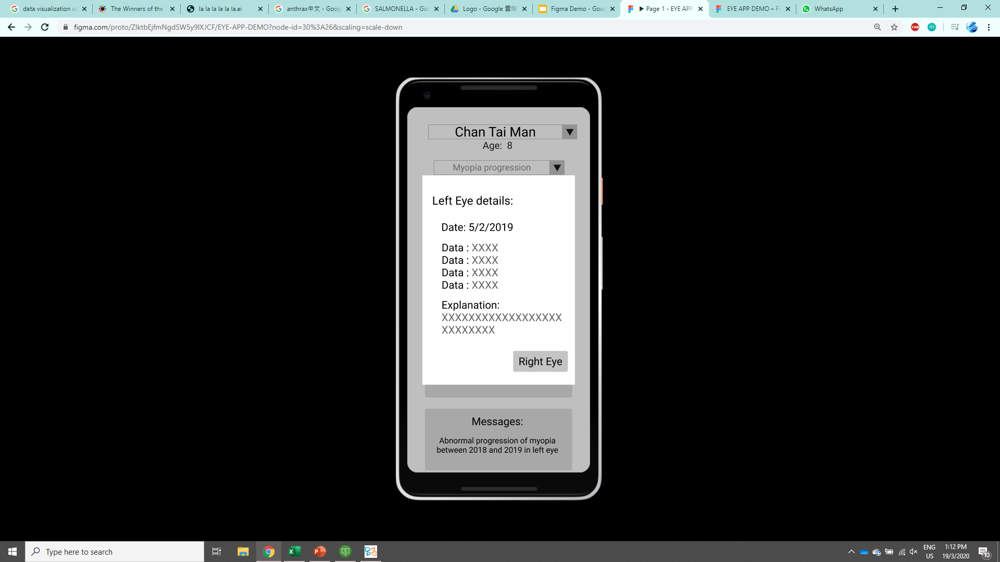 data visualization co
The Winners of the
la la la la la la.ai
anthrax中文 - Goog
SALMONELLA - Goo
Logo - Google 雲端
Figma Demo - Goog
▶ Page 1 - EYE APP
EYE APP DEMO – Fi
WhatsApp
figma.com/proto/ZlktbEjfmNgdSW5y9lXJCF/EYE-APP-DEMO?node-id=30%3A26&scaling=scale-down
YAB
m
Chan Tai Man
Age: 8
Myopia progression
Left Eye details:
Date: 5/2/2019
Data : XXXX
Data : XXXX
Data : XXXX
Data : XXXX
Explanation:
XXXXXXXXXXXXXXXXXX
XXXXXXXX
Right Eye
Messages:
Abnormal progression of myopia
between 2018 and 2019 in left eye
Type here to search
ENG
US
1:12 PM
19/3/2020
10